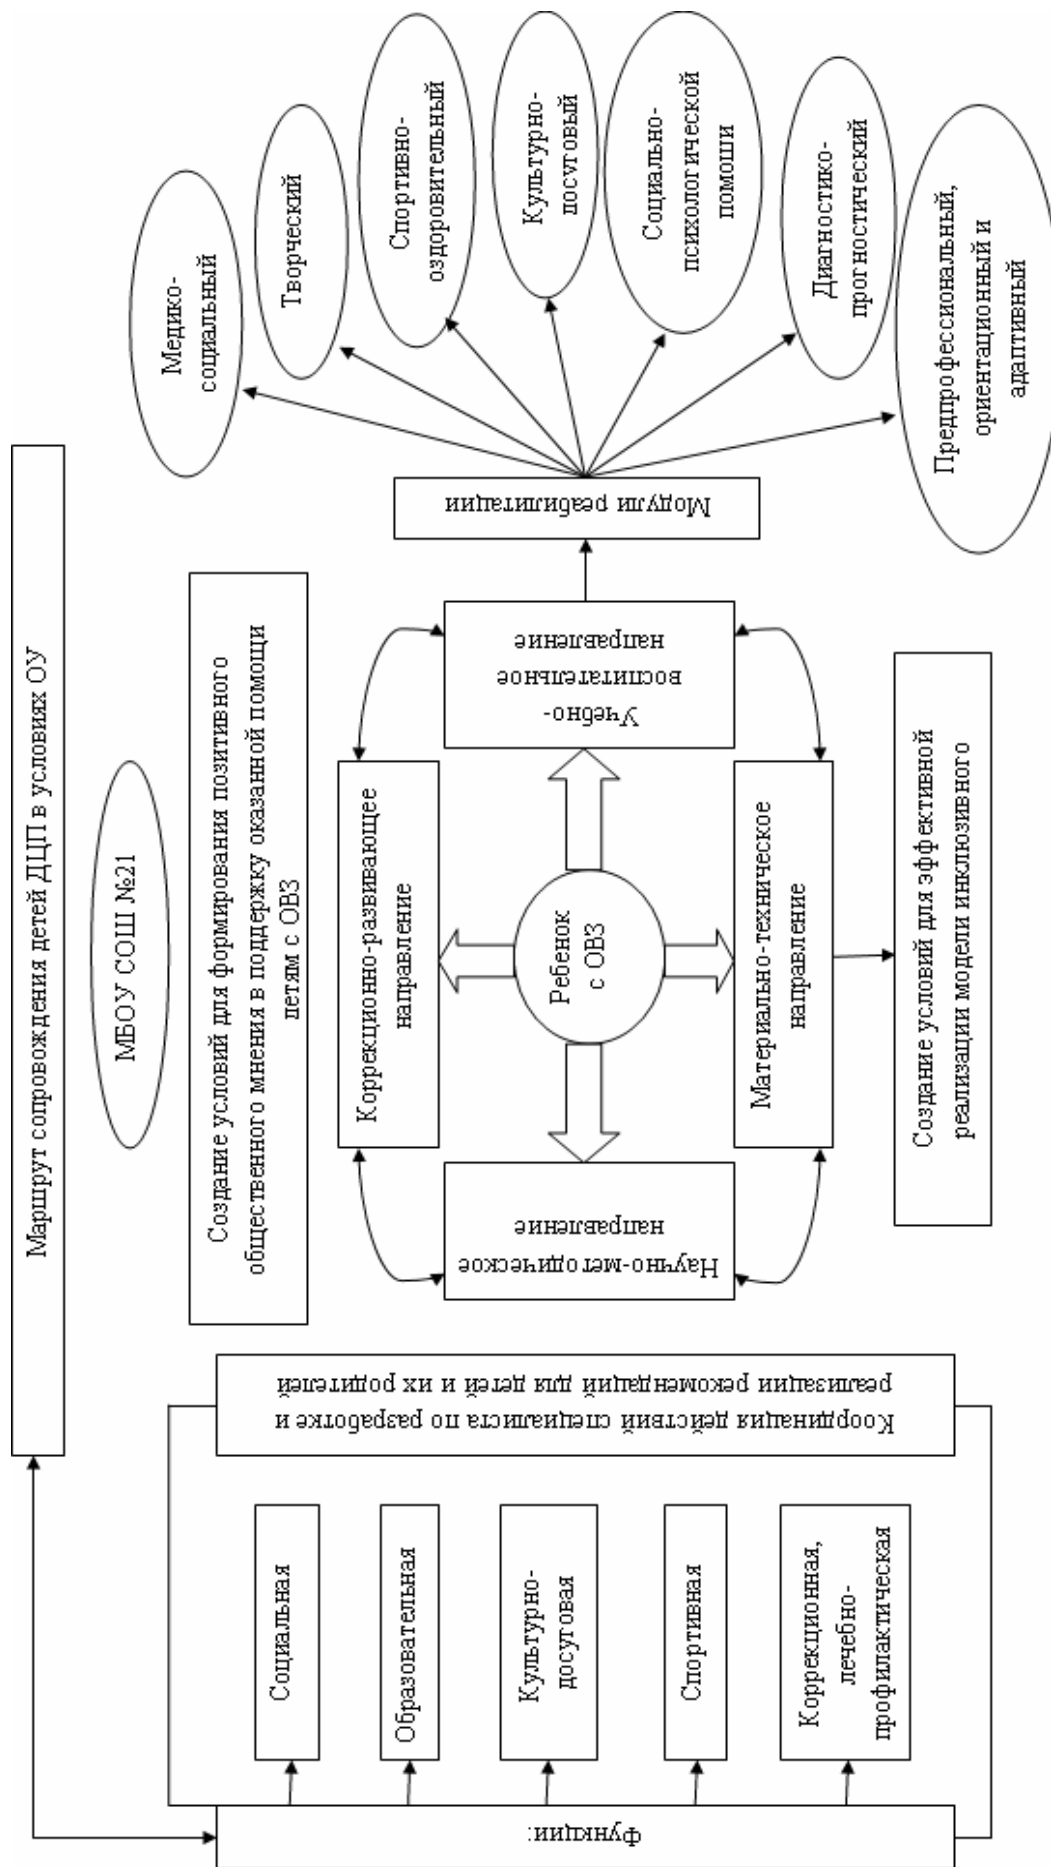 Маршрут сопровождения детей ДЦП в условиях ОУ
МБОУ СОШ №21
Функции:
Социальная
Образовательная
Культурно-
досуговая
Спортивная
Коррекционная,
лечебно-
профилактическая
Координация действий специалиста по разработке и
реализации рекомендаций для детей и их родителей
Создание условий для формирования позитивного
общественного мнения в поддержку оказанной помощи
детям с ОВЗ
Коррекционно-развивающее
направление
Научно-методическое
направление
Ребенок
с ОВЗ
Учебно-
воспитательное
направление
Материально-техническое
направление
Создание условий для эффективной
реализации модели инклюзивного
Модули реабилитации
Медико-
социальный
Творческий
Спортивно-
оздоровительный
Культурно-
досуговый
Социально-
психологической
помоши
Диагностико-
прогностический
Предпрофессиональный,
ориентационный и
адаптивный